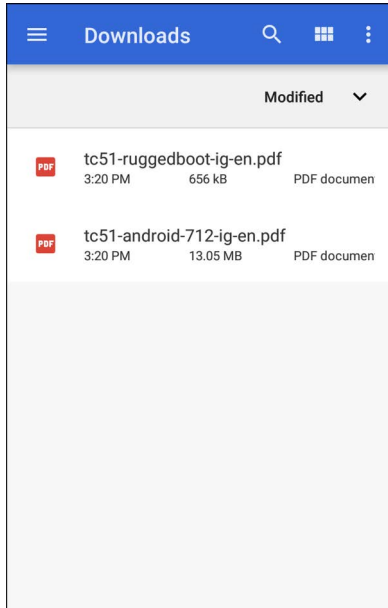 Downloads
Modified
PDF
tc51-ruggedboot-ig-en.pdf
3:20 PM 656 kB PDF documen
PDF
tc51-android-712-ig-en.pdf
3:20 PM 13.05 MB PDF documen